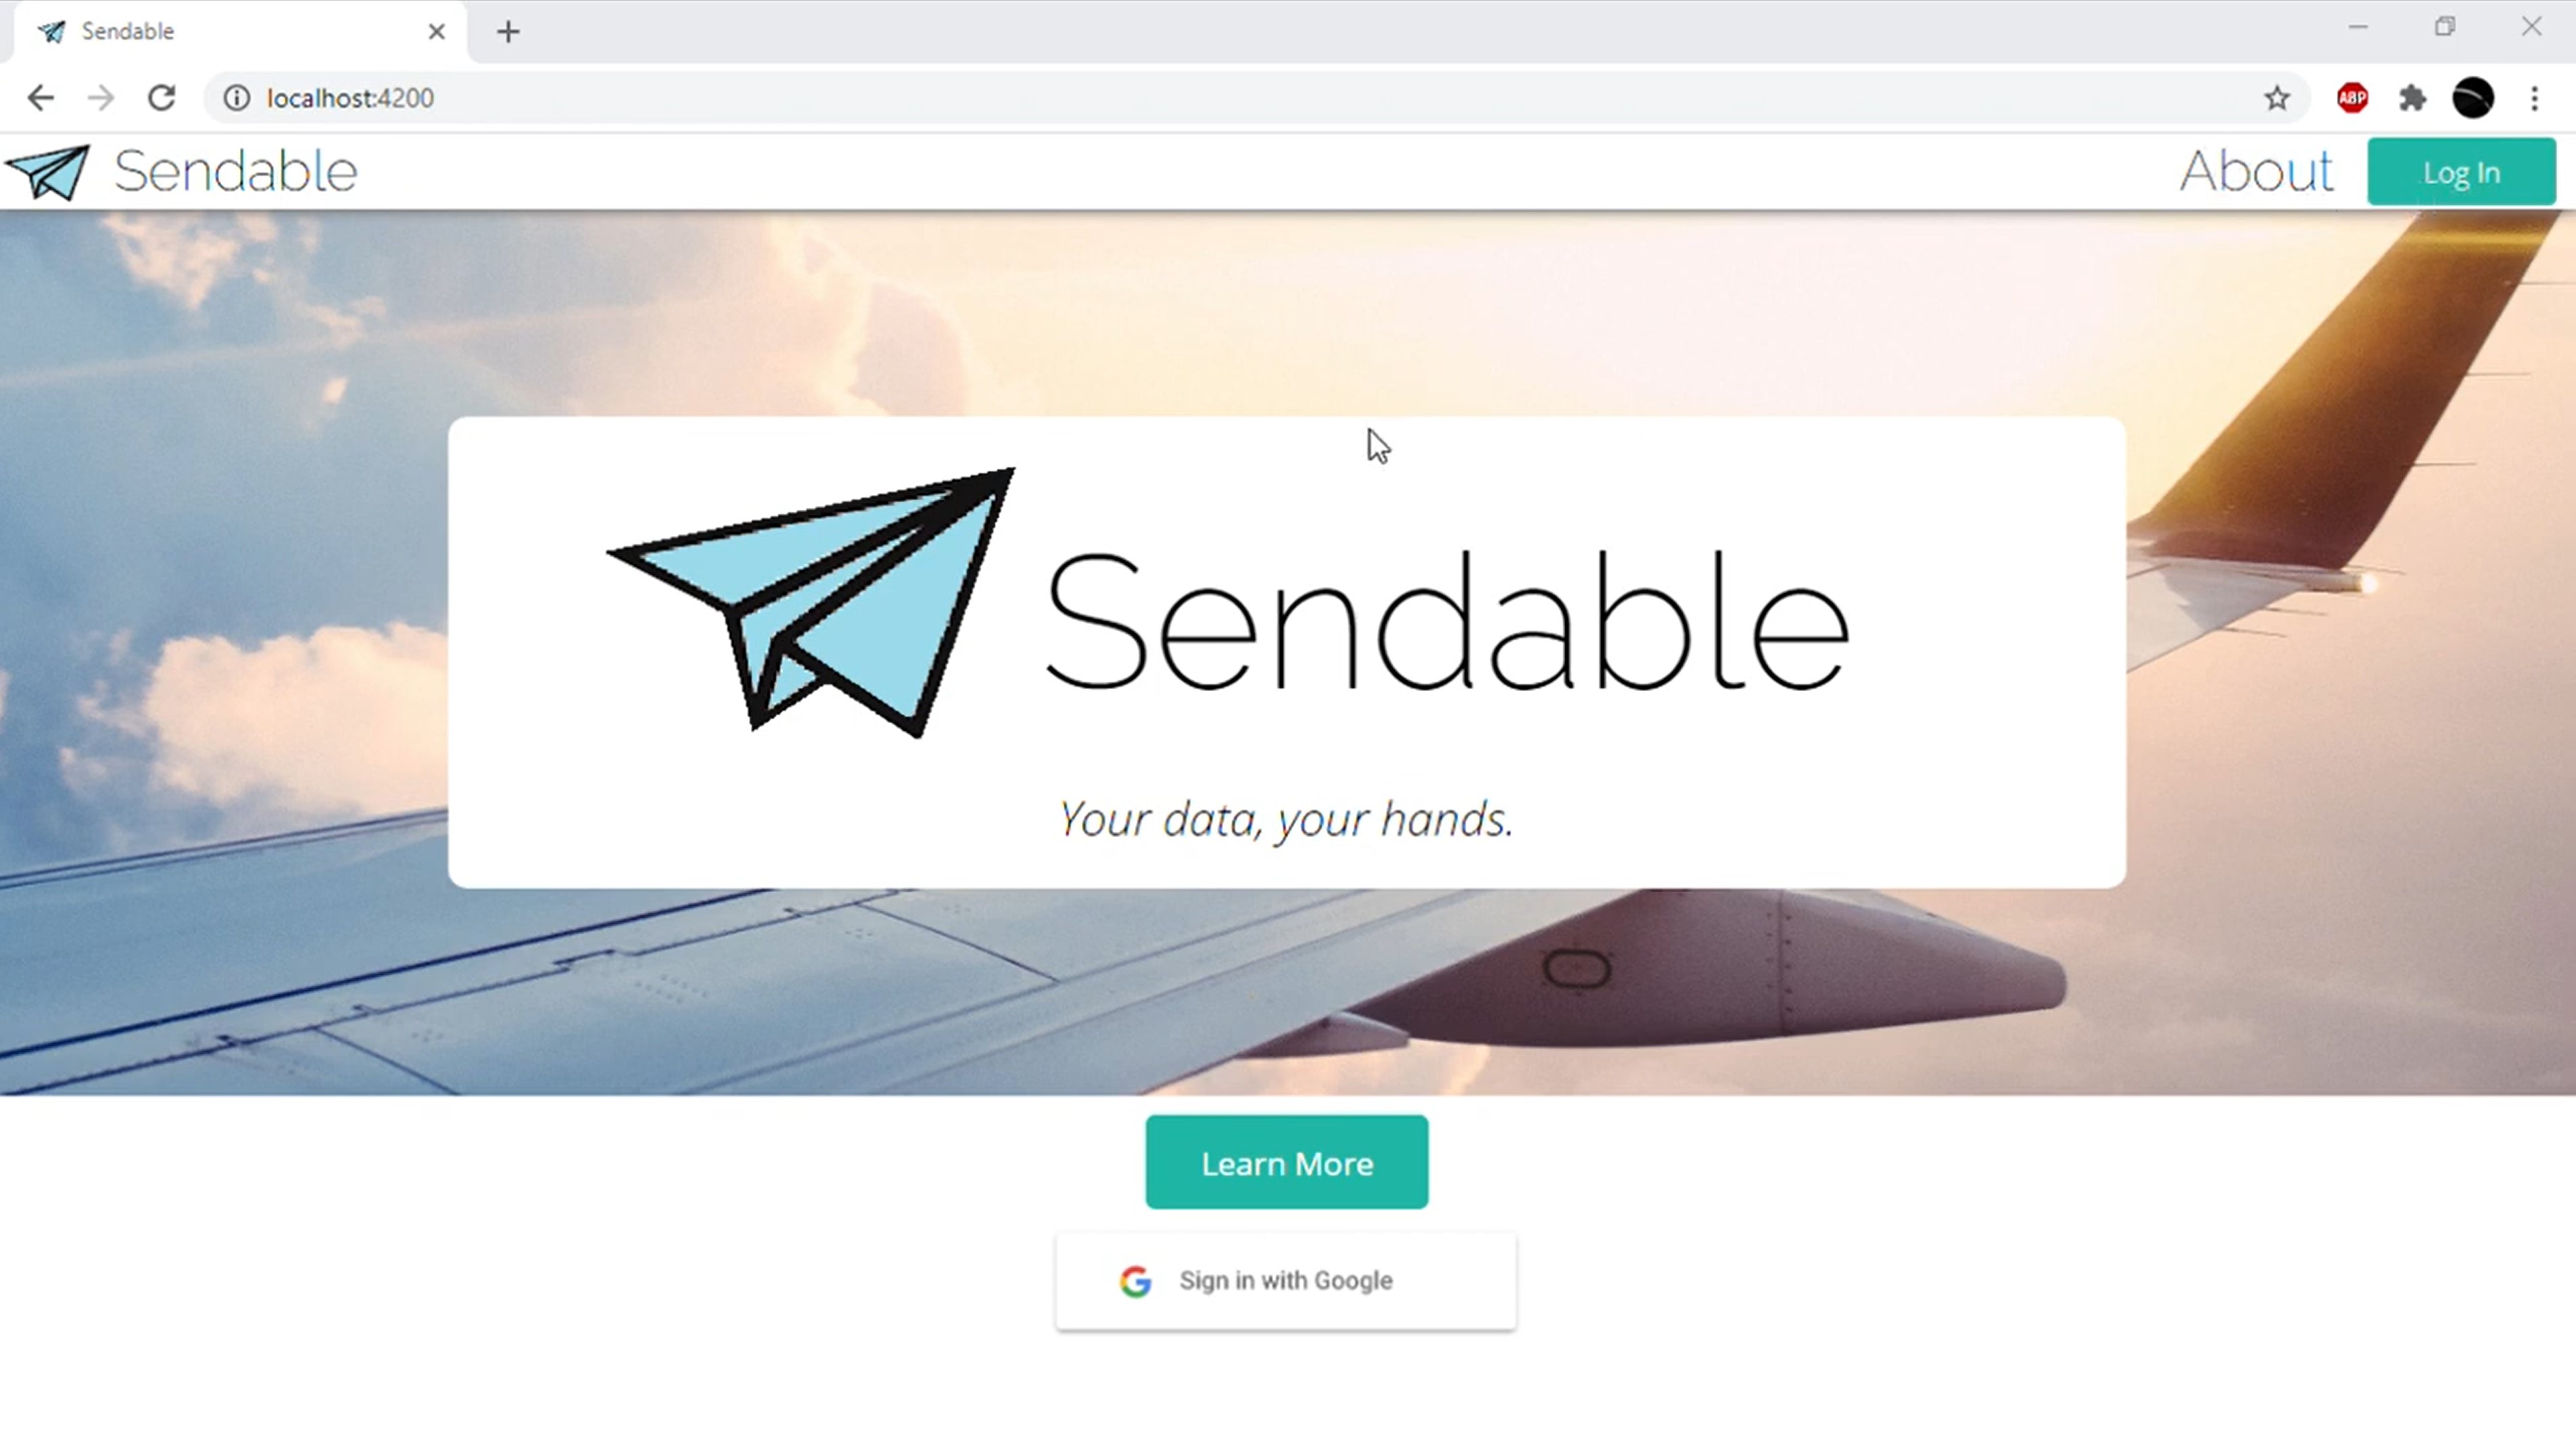 Sendable
localhost:4200
ABP
Sendable
About
Log In
Sendable
Your data, your hands.
Learn More
Sign in with Google